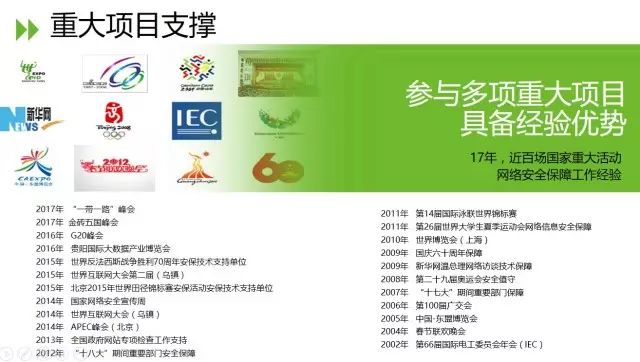 重大项目支撑
EXPO
新华网
NEWS
Beijing 2008
IEC
CAEXPO
中国-东盟博览会
2012
Guangzhou
60
参与多项重大项目
具备经验优势
17年，近百场国家重大活动
网络安全保障工作经验
2017年 “一带一路”峰会
2017年 金砖五国峰会
2016年 G20峰会
2016年 贵阳国际大数据产业博览会
2015年 世界反法西斯战争胜利70周年安保技术支持单位
2015年 世界互联网大会第二届（乌镇）
2015年 北京2015年世界田径锦标赛安保活动安保技术支持单位
2014年 国家网络安全宣传周
2014年 世界互联网大会（乌镇）
2014年 APEC峰会（北京）
2013年 全国政府网站专项检查工作支持
2012年 “十八大”期间重要部门安全保障
2011年 第14届国际泳联世界锦标赛
2011年 第26届世界大学生夏季运动会网络信息安全保障
2010年 世界博览会（上海）
2009年 国庆六十周年保障
2009年 新华网温总理网络访谈技术保障
2008年 第二十九届奥运会安全值守
2007年 “十七大”期间重要部门保障
2006年 第100届广交会
2005年 中国·东盟博览会
2004年 春节联欢晚会
2002年 第66届国际电工委员会年会（IEC）